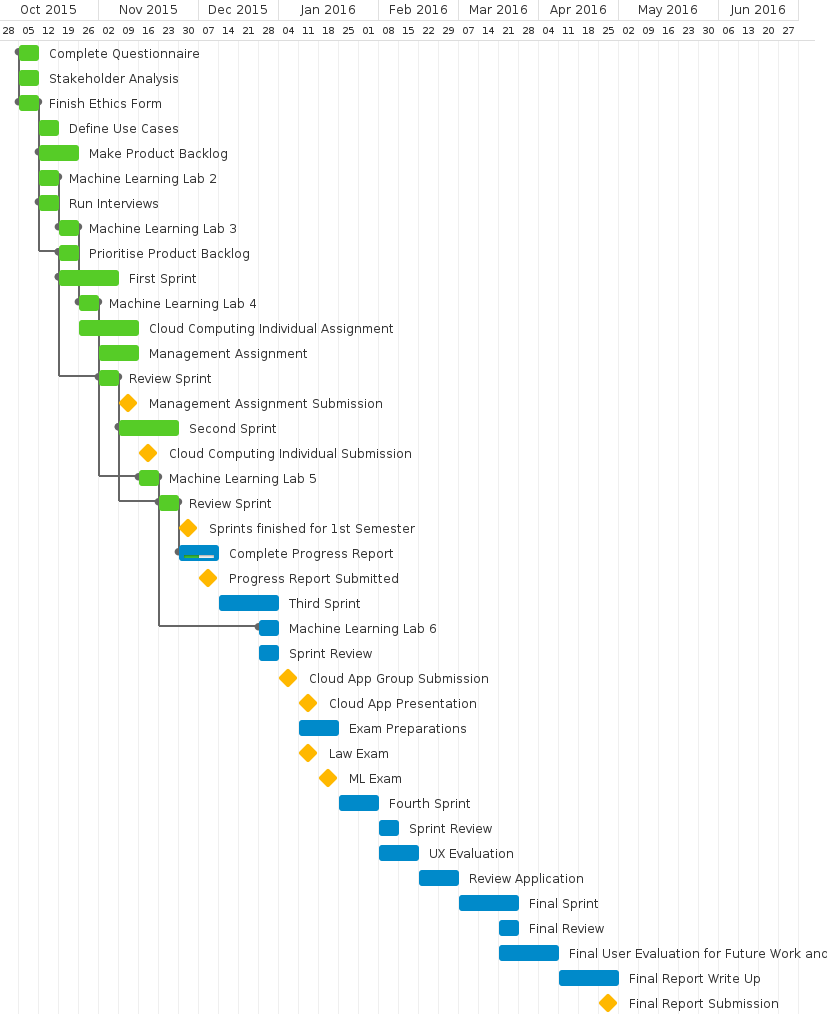 Oct 2015 Nov 2015 Dec 2015 Jan 2016 Feb 2016 Mar 2016 Apr 2016 May 2016 Jun 2016
28 05 12 19 26 02 09 16 23 30 07 14 21 28 04 11 18 25 01 08 15 22 29 07 14 21 28 04 11 18 25 02 09 16 23 30 06 13 20 27
Complete Questionnaire
Stakeholder Analysis
Finish Ethics Form
Define Use Cases
Make Product Backlog
Machine Learning Lab 2
Run Interviews
Machine Learning Lab 3
Prioritise Product Backlog
First Sprint
Machine Learning Lab 4
Cloud Computing Individual Assignment
Management Assignment
Review Sprint
Management Assignment Submission
Second Sprint
Cloud Computing Individual Submission
Machine Learning Lab 5
Review Sprint
Sprints finished for 1st Semester
Complete Progress Report
Progress Report Submitted
Third Sprint
Machine Learning Lab 6
Sprint Review
Cloud App Group Submission
Cloud App Presentation
Exam Preparations
Law Exam
ML Exam
Fourth Sprint
Sprint Review
UX Evaluation
Review Application
Final Sprint
Final Review
Final User Evaluation for Future Work and
Final Report Write Up
Final Report Submission